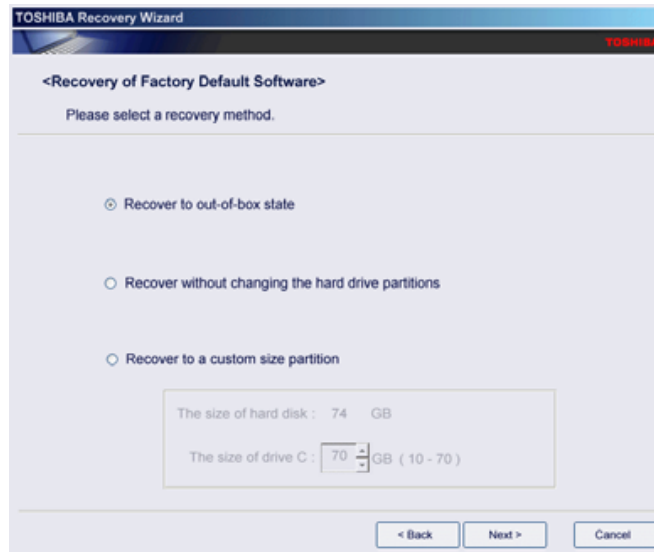 TOSHIBA Recovery Wizard
TOSHIBA
<Recovery of Factory Default Software>
Please select a recovery method.
Recover to out-of-box state
Recover without changing the hard drive partitions
Recover to a custom size partition
The size of hard disk : 74 GB
The size of drive C : 70 GB ( 10 - 70 )
< Back Next > Cancel